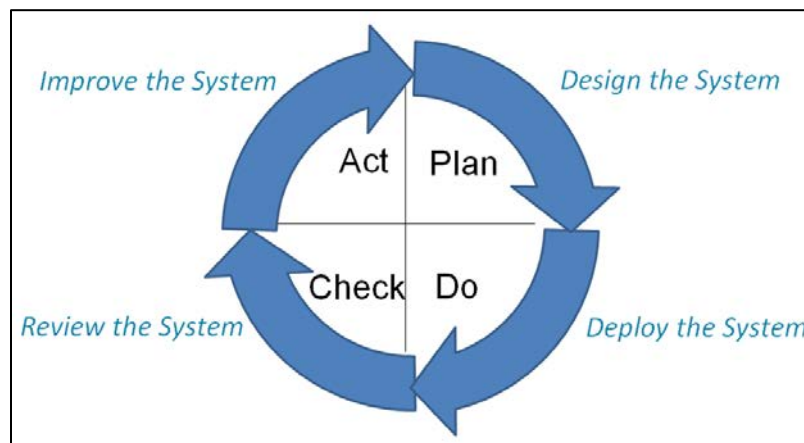 Improve the System
Design the System
Act
Plan
Check
Do
Review the System
Deploy the System